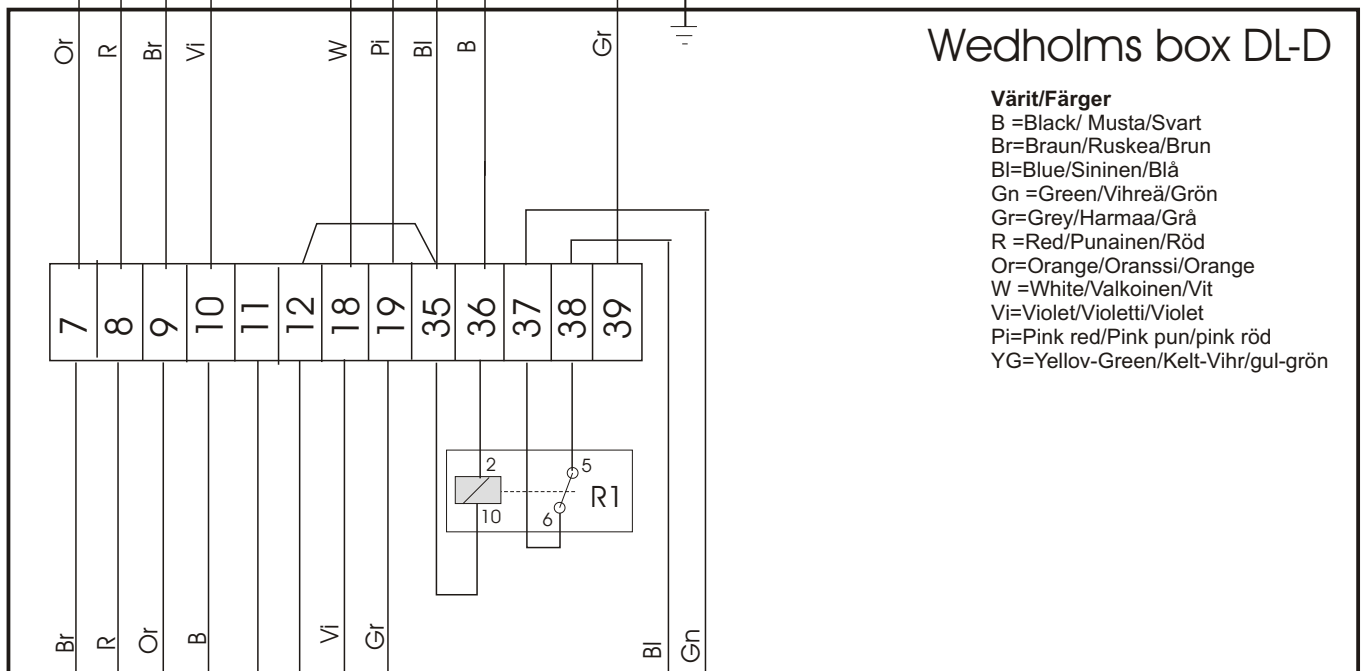 Or R Br Vi W Pi Bl B Gr
Wedholms box DL-D
Värit/Färger
B =Black/ Musta/Svart
Br=Braun/Ruskea/Brun
Bl=Blue/Sininen/Blå
Gn =Green/Vihreä/Grön
Gr=Grey/Harmaa/Grå
R =Red/Punainen/Röd
Or=Orange/Oranssi/Orange
W =White/Valkoinen/Vit
Vi=Violet/Violetti/Violet
Pi=Pink red/Pink pun/pink röd
YG=Yellov-Green/Kelt-Vihr/gul-grön
7 8 9 10 11 12 18 19 35 36 37 38 39
2 5
R1
10 6
Br R Or B Vi Gr Bl Gn